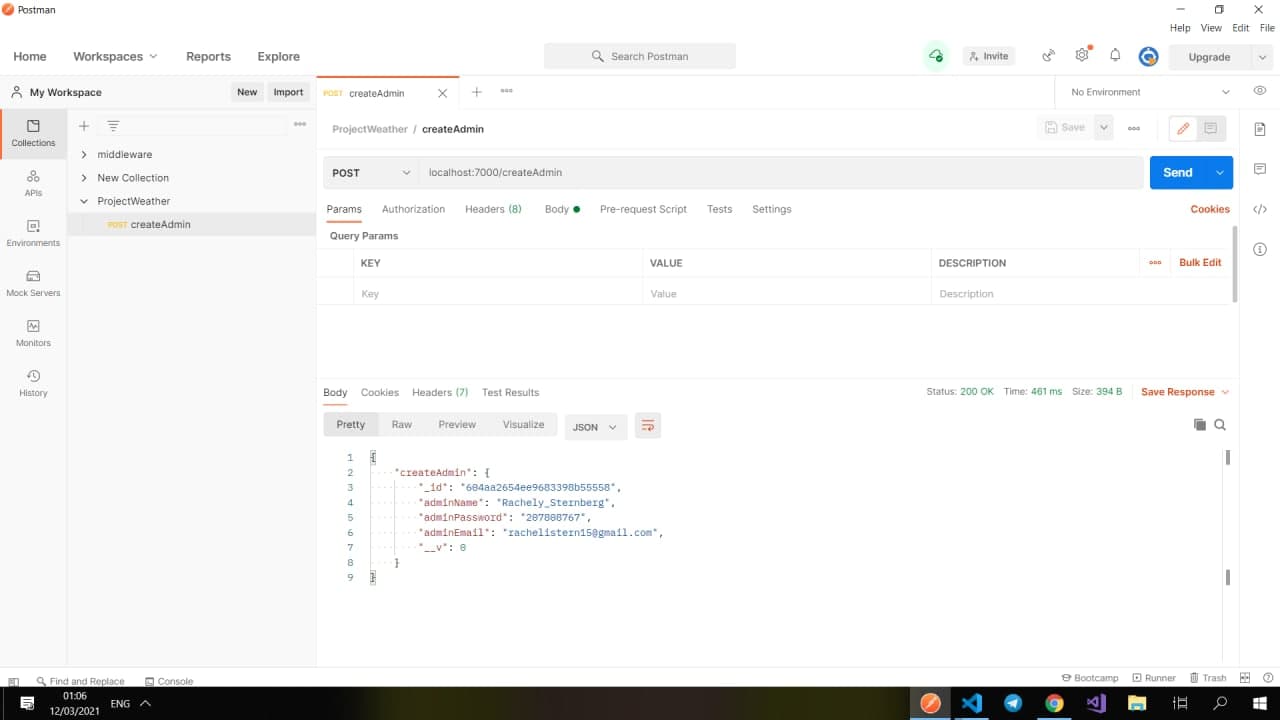 Postman
Help View Edit File
Home Workspaces Reports Explore Search Postman Invite Upgrade
My Workspace New Import POST createAdmin No Environment
Collections
APIs
Environments
Mock Servers
Monitors
History
middleware
New Collection
ProjectWeather
POST createAdmin
ProjectWeather / createAdmin Save
POST localhost:7000/createAdmin Send
Params Authorization Headers (8) Body Pre-request Script Tests Settings Cookies
Query Params
KEY VALUE DESCRIPTION Bulk Edit
Key Value Description
Body Cookies Headers (7) Test Results Status: 200 OK Time: 461 ms Size: 394 B Save Response
Pretty Raw Preview Visualize JSON
1 {
2 "createAdmin": {
3 "_id": "604aa2654ee9683398b55558",
4 "adminName": "Rachely_Sternberg",
5 "adminPassword": "207808767",
6 "adminEmail": "rachelistern15@gmail.com",
7 "__v": 0
8 }
9 }
Find and Replace Console Bootcamp Runner Trash
01:06
12/03/2021
ENG